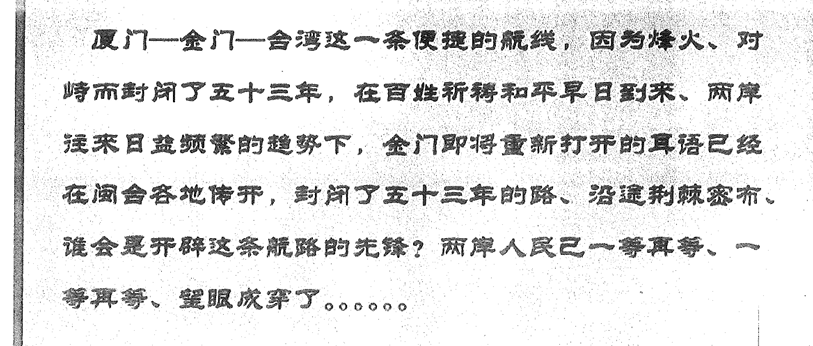 厦门—金门—台湾这一条便捷的航线，因为烽火、对
峙而封闭了五十三年，在百姓祈祷和平早日到来、两岸
往来日益频繁的趋势下，金门即将重新打开的耳语已经
在闽台各地传开，封闭了五十三年的路、沿途荆棘密布、
谁会是开辟这条航路的先锋？两岸人民已一等再等、一
等再等、望眼成穿了。。。。。。